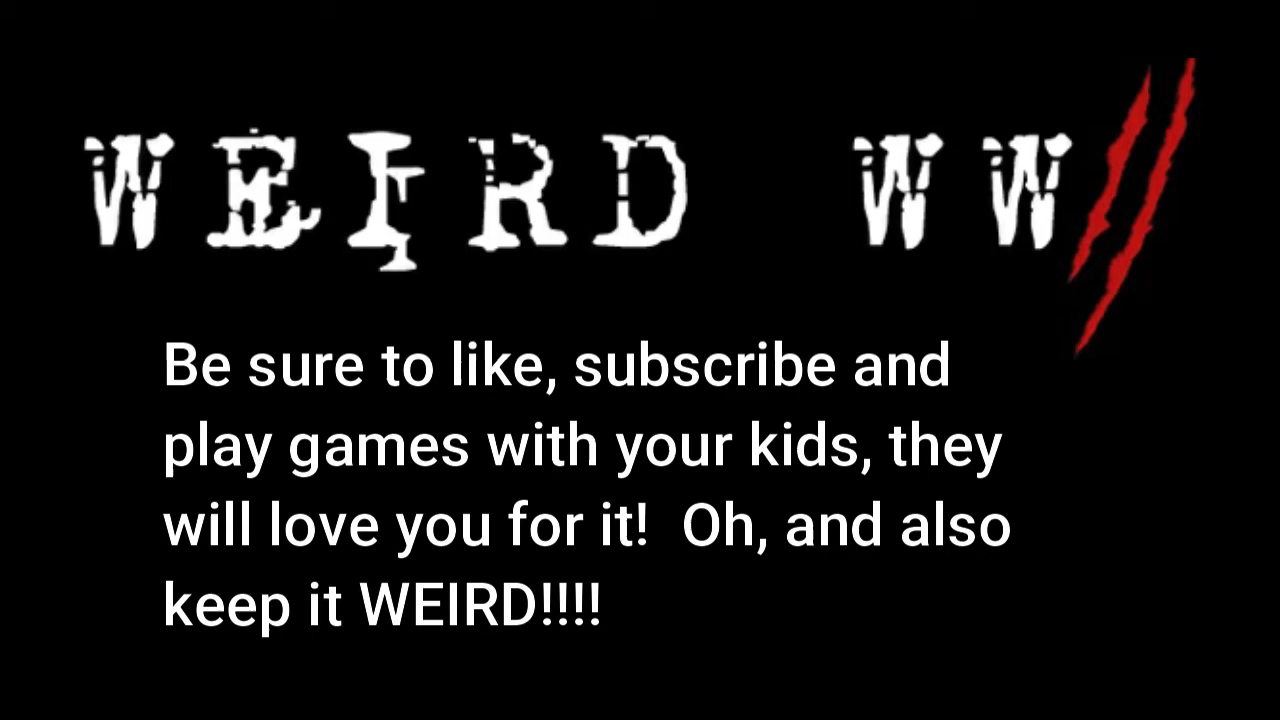 WEIRD WWII
Be sure to like, subscribe and
play games with your kids, they
will love you for it!  Oh, and also
keep it WEIRD!!!!